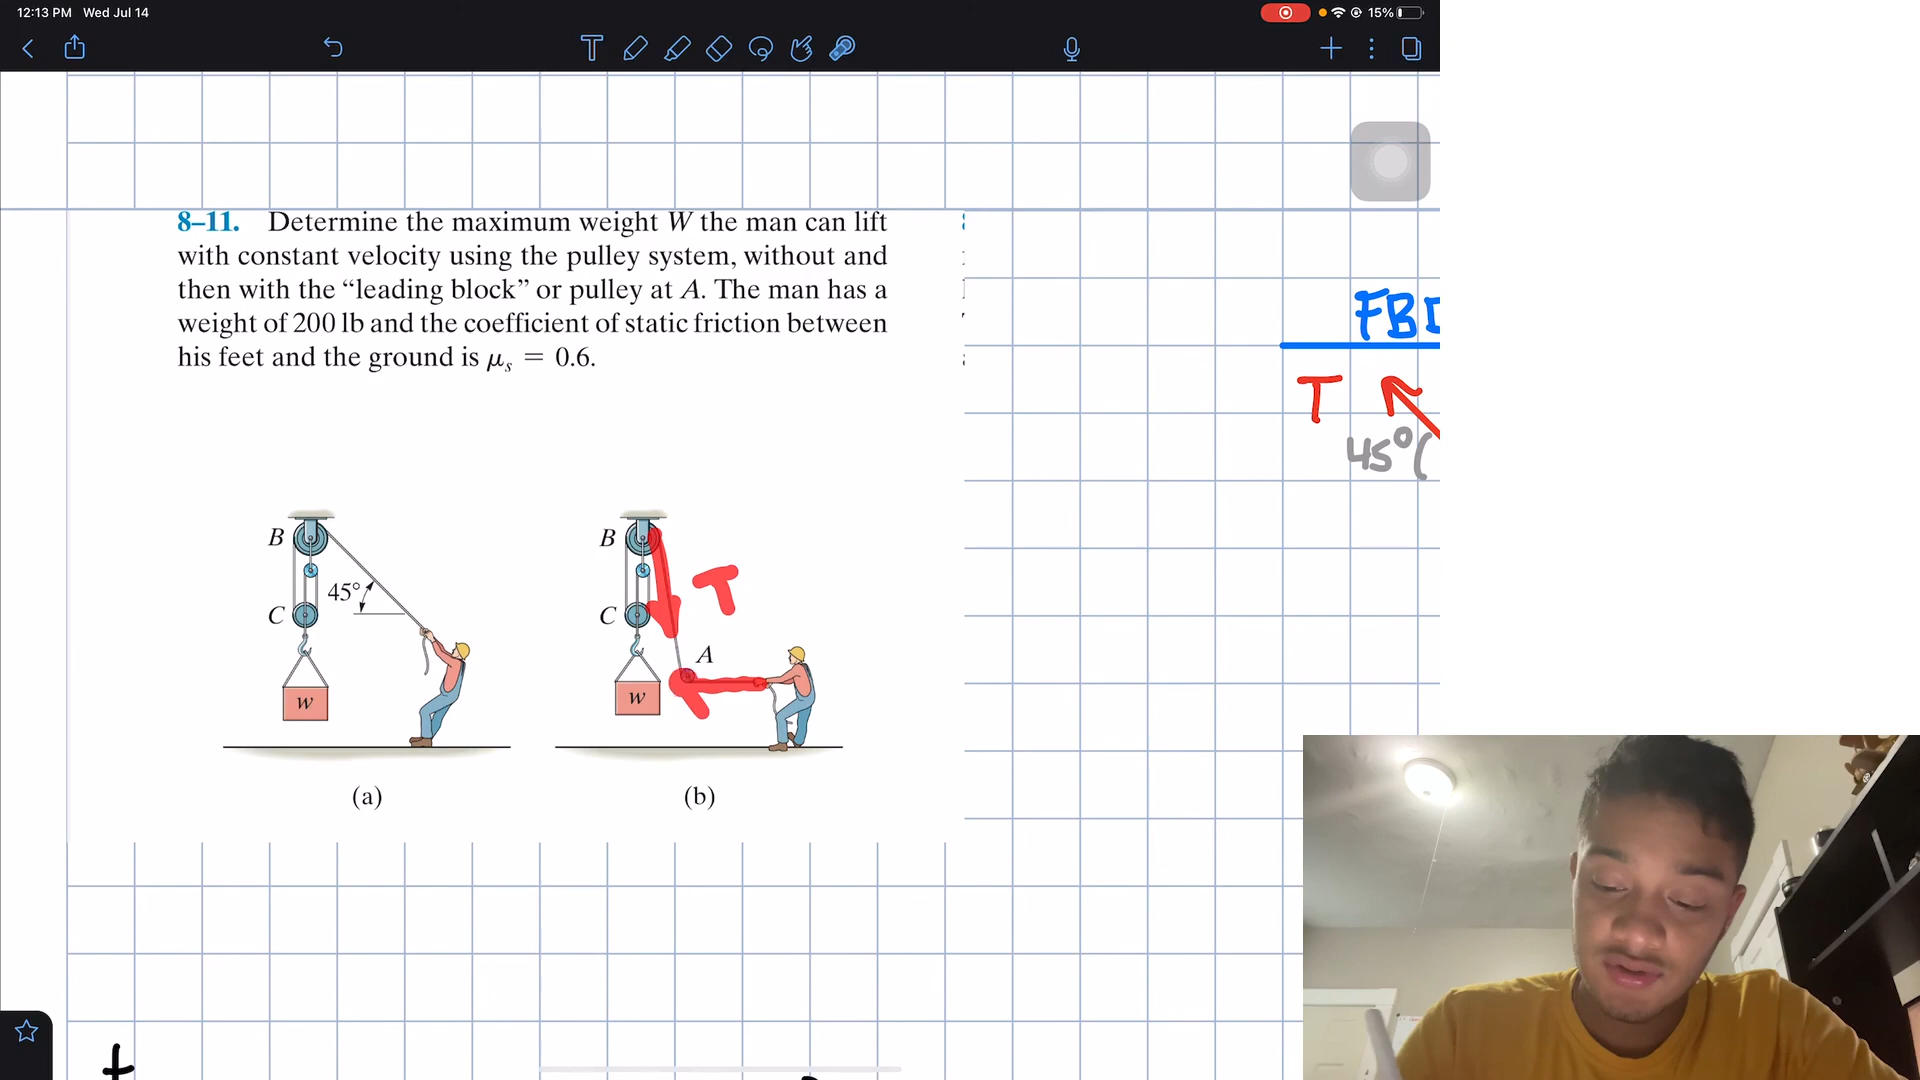 12:13 PM Wed Jul 14
15%
8–11. Determine the maximum weight W the man can lift
with constant velocity using the pulley system, without and
then with the “leading block” or pulley at A. The man has a
weight of 200 lb and the coefficient of static friction between
his feet and the ground is μs = 0.6.
FB
T
45°(
B
45°
C
W
(a)
B
T
C
A
W
(b)